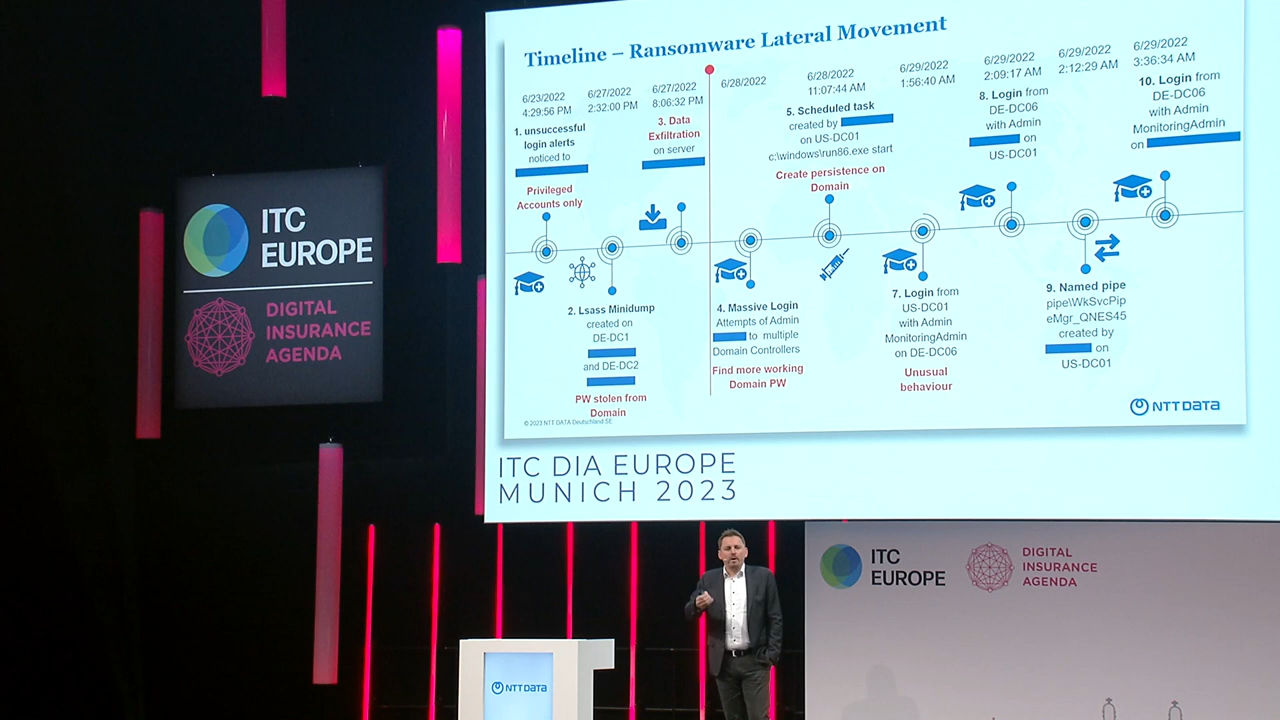 Timeline – Ransomware Lateral Movement
6/23/2022
4:29:56 PM
1. unsuccessful
login alerts
noticed to
Privileged
Accounts only
6/27/2022
2:32:00 PM
2. Lsass Minidump
created on
DE-DC1
and DE-DC2
PW stolen from
Domain
6/27/2022
8:06:32 PM
3. Data
Exfiltration
on server
6/28/2022
4. Massive Login
Attempts of Admin
to multiple
Domain Controllers
Find more working
Domain PW
6/28/2022
11:07:44 AM
5. Scheduled task
created by
on US-DC01
c:\windows\run86.exe start
Create persistence on
Domain
6/29/2022
1:56:40 AM
7. Login from
US-DC01
with Admin
MonitoringAdmin
on DE-DC06
Unusual
behaviour
6/29/2022
2:09:17 AM
8. Login from
DE-DC06
with Admin
on
US-DC01
6/29/2022
2:12:29 AM
9. Named pipe
pipe\WkSvcPip
eMgr_QNES45
created by
on
US-DC01
6/29/2022
3:36:34 AM
10. Login from
DE-DC06
with Admin
MonitoringAdmin
on
© 2023 NTT DATA Deutschland SE
NTT DATA
ITC DIA EUROPE
MUNICH 2023
ITC
EUROPE
DIGITAL
INSURANCE
AGENDA
ITC
EUROPE
DIGITAL
INSURANCE
AGENDA
NTT DATA